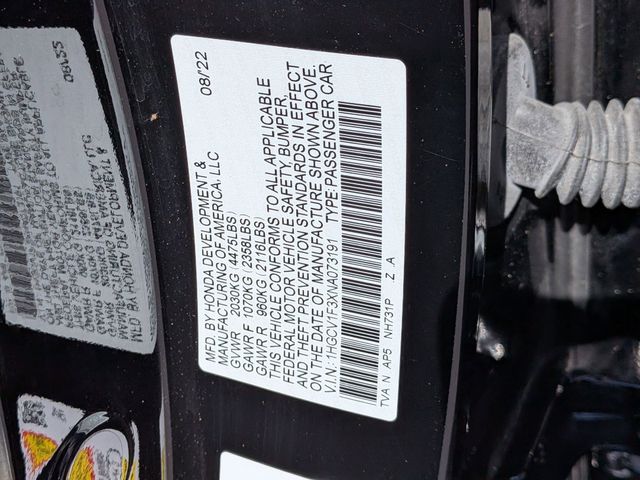 MFD. BY HONDA DEVELOPMENT & 08/22
MANUFACTURING OF AMERICA, LLC
GVWR 2030KG (4475LBS)
GAWR F 1070KG (2358LBS)
GAWR R 960KG (2116LBS)
THIS VEHICLE CONFORMS TO ALL APPLICABLE
FEDERAL MOTOR VEHICLE SAFETY, BUMPER,
AND THEFT PREVENTION STANDARDS IN EFFECT
ON THE DATE OF MANUFACTURE SHOWN ABOVE.
V.I.N.:1HGCV1F3XNA073191 TYPE:PASSENGER CAR
TVA N AP5 NH731P .Z A